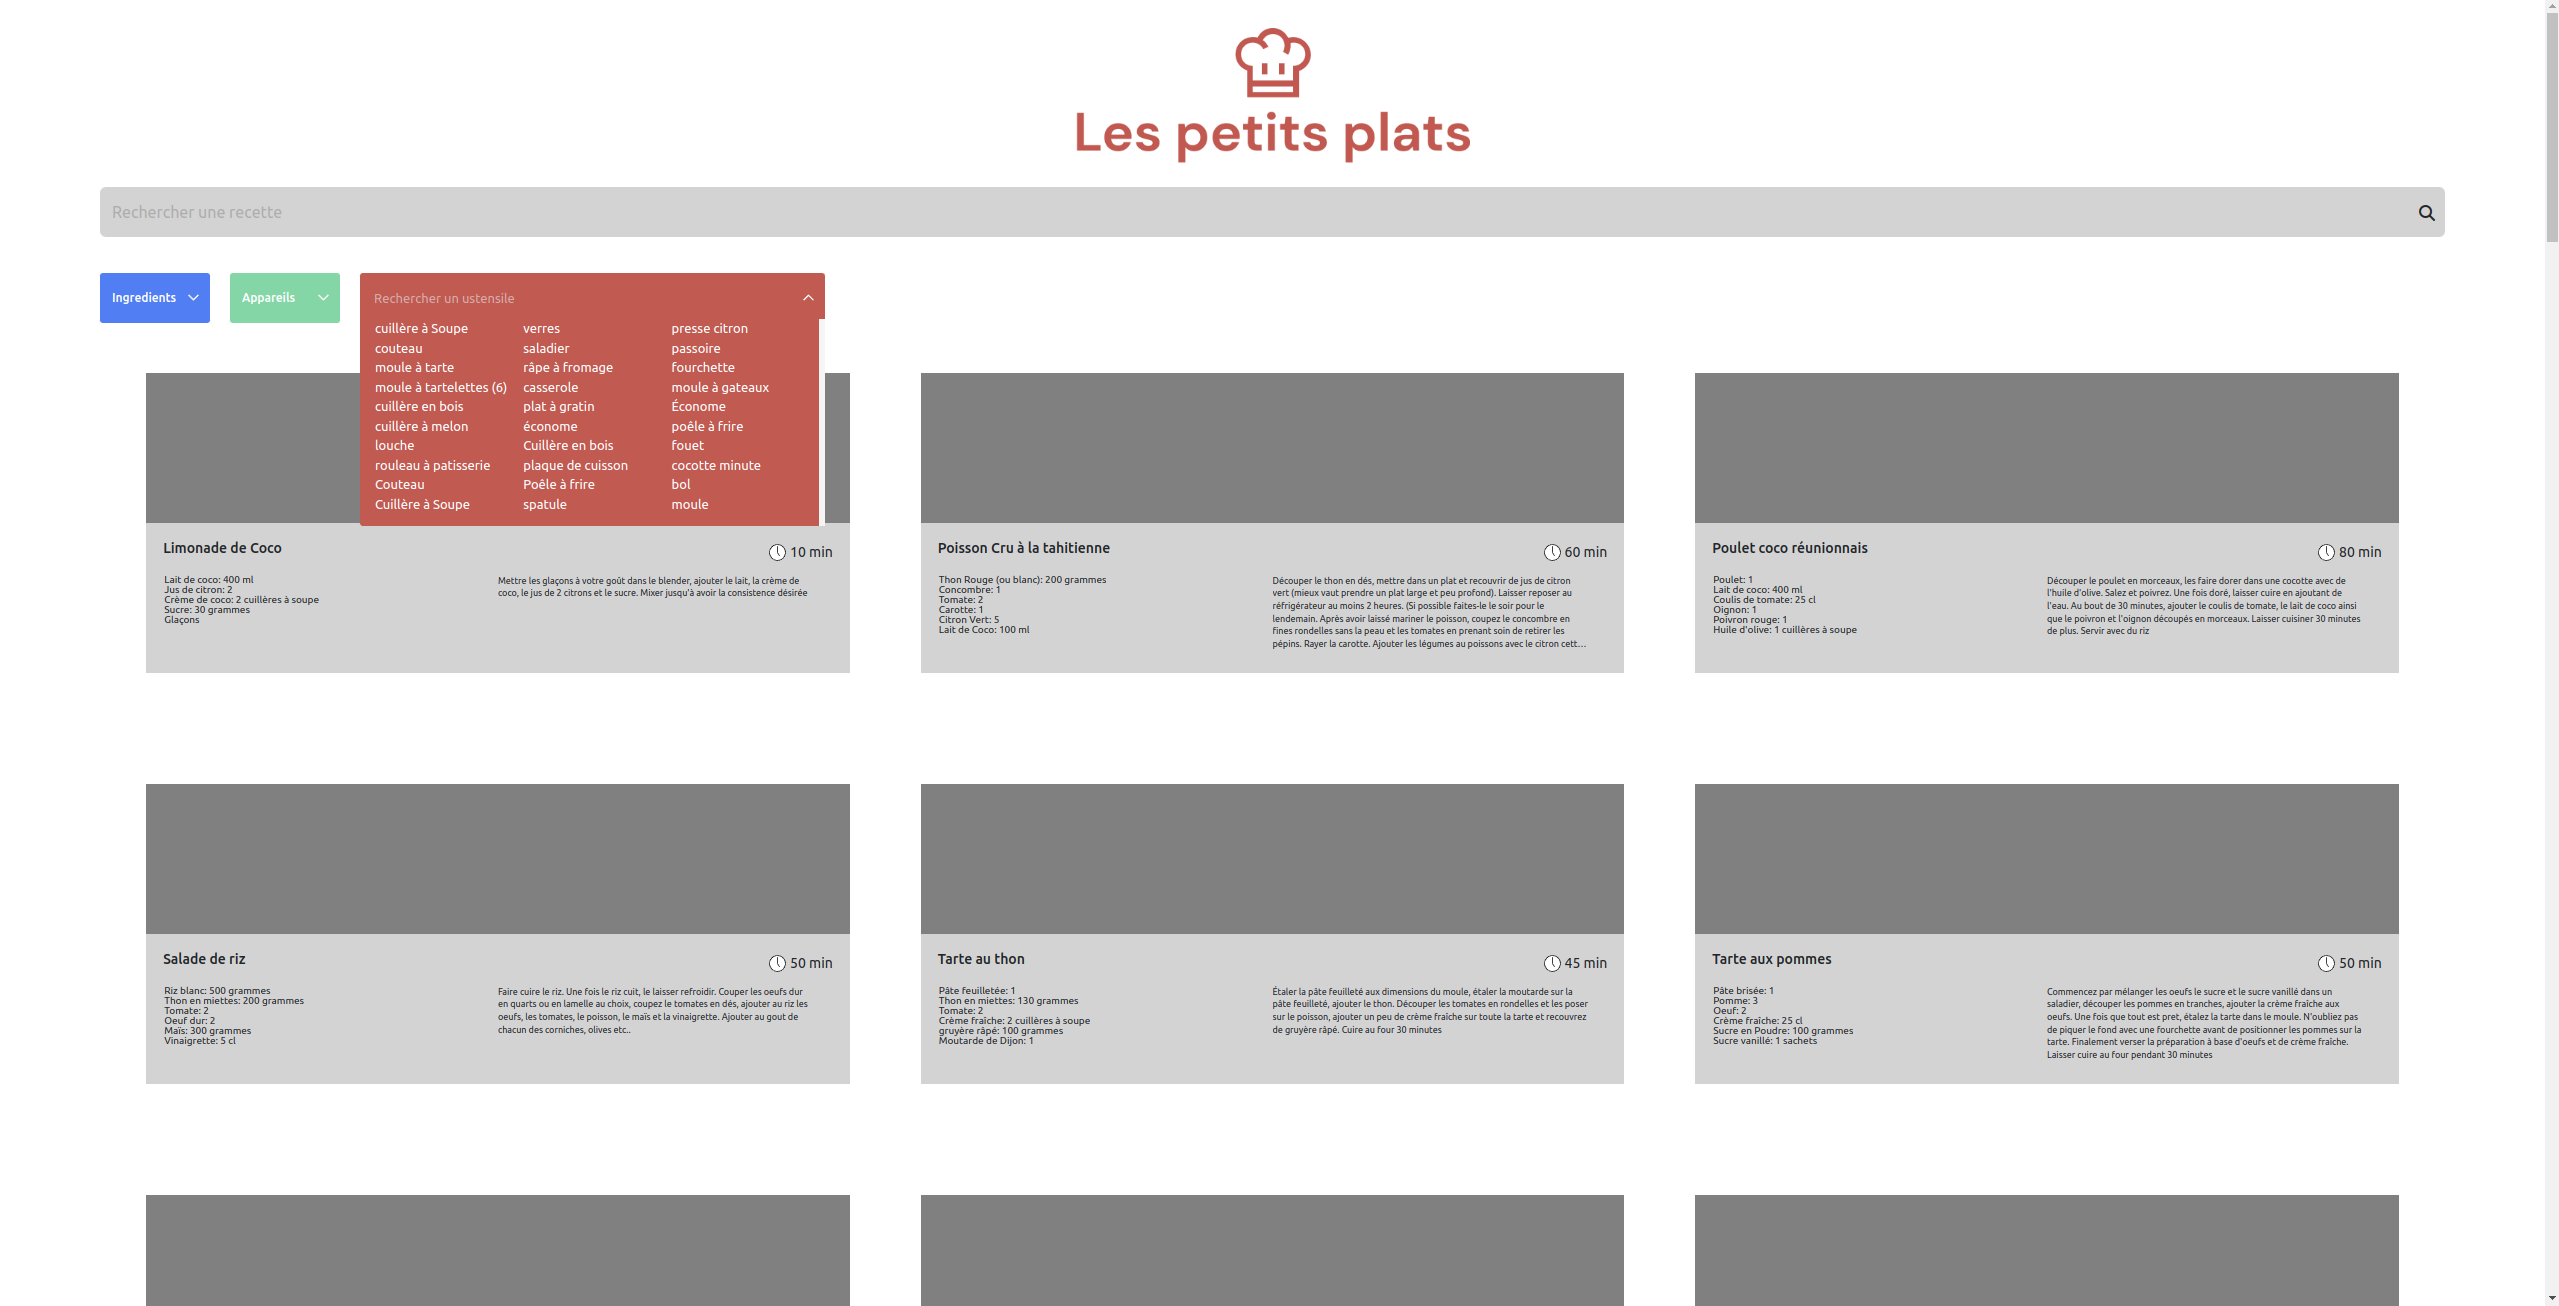 Les petits plats
Rechercher une recette
Ingredients
Appareils
Rechercher un ustensile
cuillère à Soupe
verres
presse citron
couteau
saladier
passoire
moule à tarte
râpe à fromage
fourchette
moule à tartelettes (6)
casserole
moule à gateaux
cuillère en bois
plat à gratin
Économe
cuillère à melon
économe
poêle à frire
louche
Cuillère en bois
fouet
rouleau à patisserie
plaque de cuisson
cocotte minute
Couteau
Poêle à frire
bol
Cuillère à Soupe
spatule
moule
Limonade de Coco
10 min
Lait de coco: 400 ml
Jus de citron: 2
Crème de coco: 2 cuillères à soupe
Sucre: 30 grammes
Glaçons
Mettre les glaçons à votre goût dans le blender, ajouter le lait, la crème de
coco, le jus de 2 citrons et le sucre. Mixer jusqu'à avoir la consistence désirée
Poisson Cru à la tahitienne
60 min
Thon Rouge (ou blanc): 200 grammes
Concombre: 1
Tomate: 2
Carotte: 1
Citron Vert: 5
Lait de Coco: 100 ml
Découper le thon en dés, mettre dans un plat et recouvrir de jus de citron
vert (mieux vaut prendre un plat large et peu profond). Laisser reposer au
réfrigérateur au moins 2 heures. (Si possible faites-le le soir pour le
lendemain. Après avoir laissé mariner le poisson, coupez le concombre en
fines rondelles sans la peau et les tomates en prenant soin de retirer les
pépins. Rayer la carotte. Ajouter les légumes au poissons avec le citron cett...
Poulet coco réunionnais
80 min
Poulet: 1
Lait de coco: 400 ml
Coulis de tomate: 25 cl
Oignon: 1
Poivron rouge: 1
Huile d'olive: 1 cuillères à soupe
Découper le poulet en morceaux, les faire dorer dans une cocotte avec de
l'huile d'olive. Salez et poivrez. Une fois doré, laisser cuire en ajoutant de
l'eau. Au bout de 30 minutes, ajouter le coulis de tomate, le lait de coco ainsi
que le poivron et l'oignon découpés en morceaux. Laisser cuisiner 30 minutes
de plus. Servir avec du riz
Salade de riz
50 min
Riz blanc: 500 grammes
Thon en miettes: 200 grammes
Tomate: 2
Oeuf dur: 2
Maïs: 300 grammes
Vinaigrette: 5 cl
Faire cuire le riz. Une fois le riz cuit, le laisser refroidir. Couper les oeufs dur
en quarts ou en lamelle au choix, coupez le tomates en dés, ajouter au riz les
oeufs, les tomates, le poisson, le maïs et la vinaigrette. Ajouter au gout de
chacun des corniches, olives etc..
Tarte au thon
45 min
Pâte feuilletée: 1
Thon en miettes: 130 grammes
Tomate: 2
Crème fraîche: 2 cuillères à soupe
gruyère râpé: 100 grammes
Moutarde de Dijon: 1
Étaler la pâte feuilleté aux dimensions du moule, étaler la moutarde sur la
pâte feuilleté, ajouter le thon. Découper les tomates en rondelles et les poser
sur le poisson, ajouter un peu de crème fraîche sur toute la tarte et recouvrez
de gruyère râpé. Cuire au four 30 minutes
Tarte aux pommes
50 min
Pâte brisée: 1
Pomme: 3
Oeuf: 2
Crème fraîche: 25 cl
Sucre en Poudre: 100 grammes
Sucre vanillé: 1 sachets
Commencez par mélanger les oeufs le sucre et le sucre vanillé dans un
saladier, découper les pommes en tranches, ajouter la crème fraîche aux
oeufs. Une fois que tout est pret, étalez la tarte dans le moule. N'oubliez pas
de piquer le fond avec une fourchette avant de positionner les pommes sur la
tarte. Finalement verser la préparation à base d'oeufs et de crème fraîche.
Laisser cuire au four pendant 30 minutes